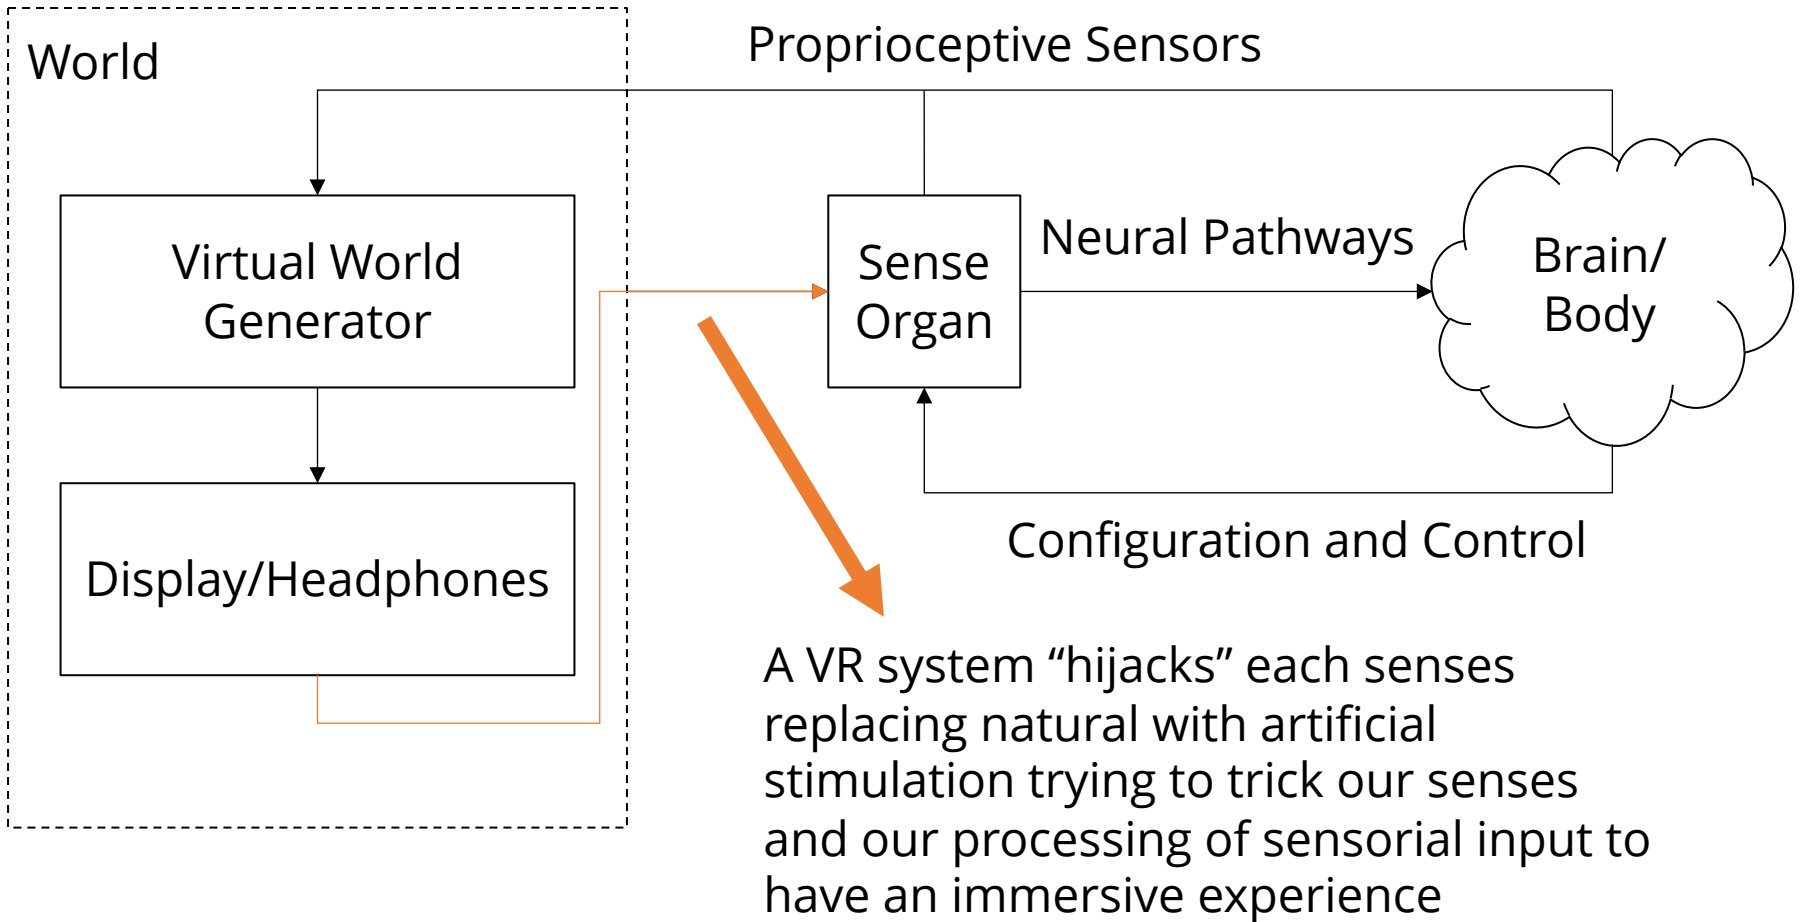 World
Proprioceptive Sensors
Virtual World
Generator
Sense
Organ
Neural Pathways
Brain/
Body
Display/Headphones
Configuration and Control
A VR system “hijacks” each senses
replacing natural with artificial
stimulation trying to trick our senses
and our processing of sensorial input to
have an immersive experience